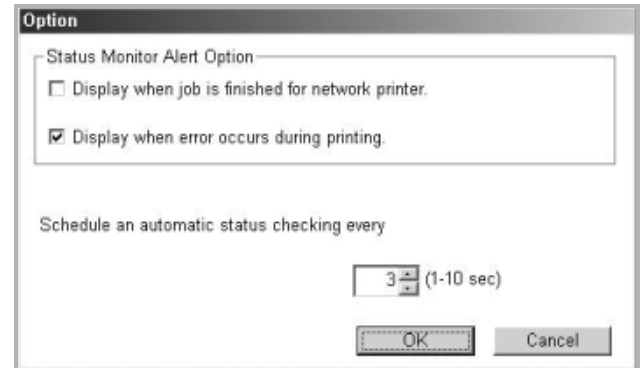 Option
Status Monitor Alert Option
Display when job is finished for network printer.
Display when error occurs during printing.
Schedule an automatic status checking every
3 (1-10 sec)
OK Cancel